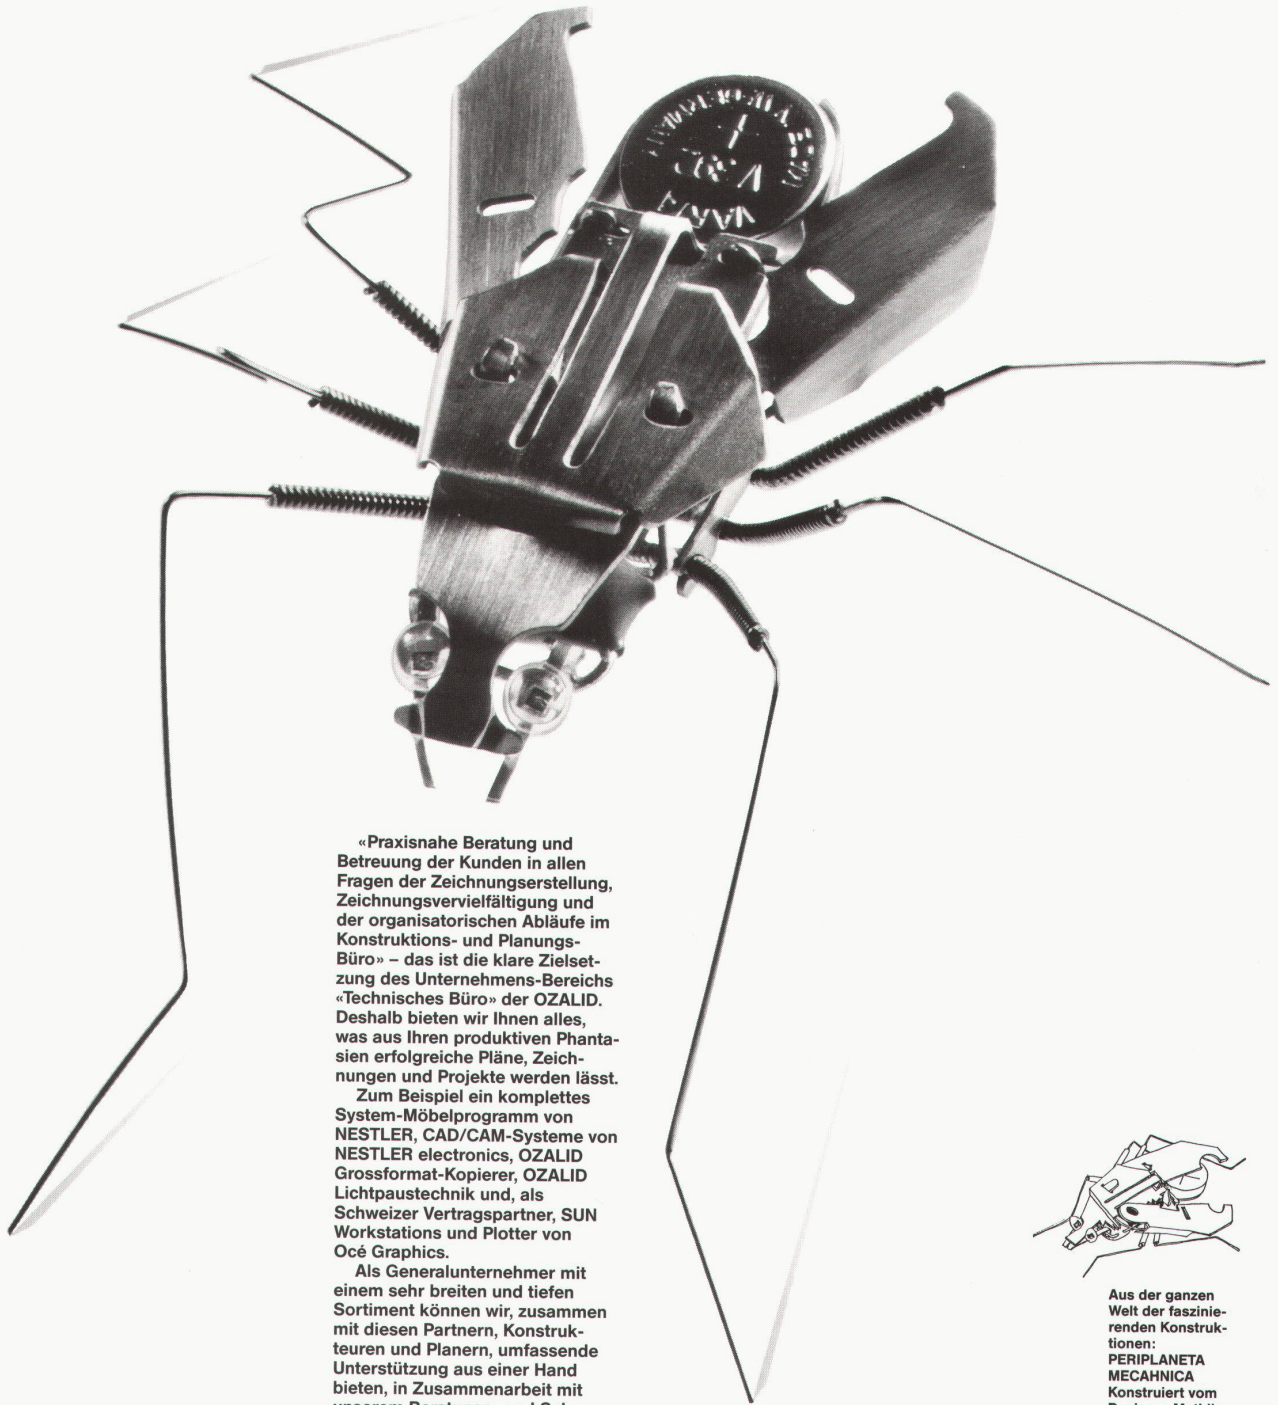 «Praxisnahe Beratung und
Betreuung der Kunden in allen
Fragen der Zeichnungserstellung,
Zeichnungsvervielfältigung und
der organisatorischen Abläufe im
Konstruktions- und Planungs-
Büro» – das ist die klare Zielset-
zung des Unternehmens-Bereichs
«Technisches Büro» der OZALID.
Deshalb bieten wir Ihnen alles,
was aus Ihren produktiven Phanta-
sien erfolgreiche Pläne, Zeich-
nungen und Projekte werden lässt.
Zum Beispiel ein komplettes
System-Möbelprogramm von
NESTLER, CAD/CAM-Systeme von
NESTLER electronics, OZALID
Grossformat-Kopierer, OZALID
Lichtpaustechnik und, als
Schweizer Vertragspartner, SUN
Workstations und Plotter von
Océ Graphics.
Als Generalunternehmer mit
einem sehr breiten und tiefen
Sortiment können wir, zusammen
mit diesen Partnern, Konstruk-
teuren und Planern, umfassende
Unterstützung aus einer Hand
bieten, in Zusammenarbeit mit
Aus der ganzen
Welt der faszinie-
renden Konstruk-
tionen:
PERIPLANETA
MECAHNICA
Konstruiert vom